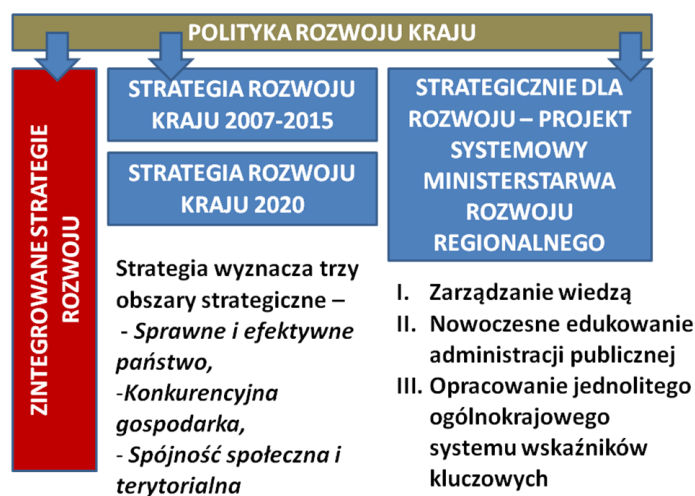 POLITYKA ROZWOJU KRAJU
ZINTEGROWANE STRATEGIE
ROZWOJU
STRATEGIA ROZWOJU
KRAJU 2007-2015
STRATEGIA ROZWOJU
KRAJU 2020
Strategia wyznacza trzy
obszary strategiczne –
- Sprawne i efektywne
państwo,
-Konkurencyjna
gospodarka,
- Spójność społeczna i
terytorialna
STRATEGICZNIE DLA
ROZWOJU – PROJEKT
SYSTEMOWY
MINISTERSTARWA
ROZWOJU
REGIONALNEGO
I. Zarządzanie wiedzą
II. Nowoczesne edukowanie
administracji publicznej
III. Opracowanie jednolitego
ogólnokrajowego
systemu wskaźników
kluczowych